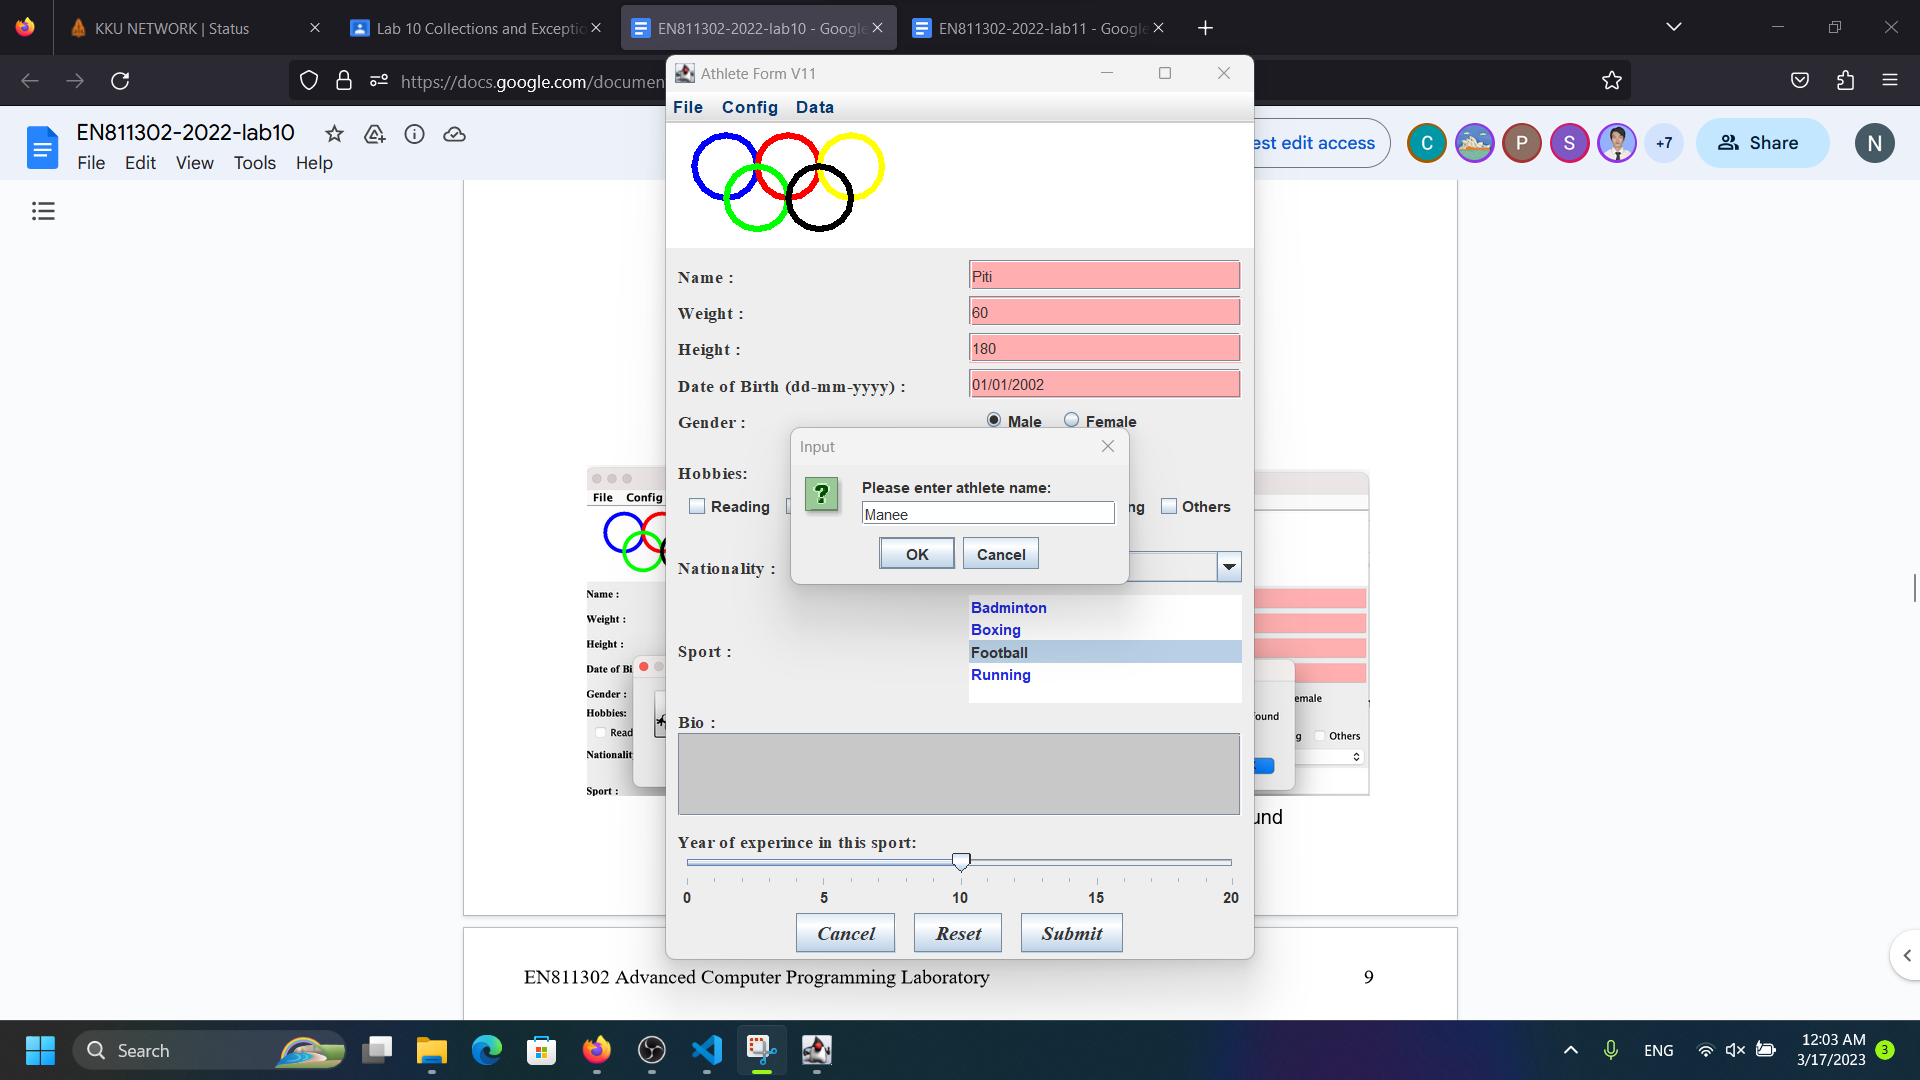 KKU NETWORK | Status
Lab 10 Collections and Exceptio
EN811302-2022-lab10 - Google
EN811302-2022-lab11 - Google
https://docs.google.com/documen
Athlete Form V11
File Config Data
EN811302-2022-lab10
File Edit View Tools Help
est edit access
C
P
S
+7
Share
N
Name :
Piti
Weight :
60
Height :
180
Date of Birth (dd-mm-yyyy) :
01/01/2002
Gender :
Male
Female
Input
Please enter athlete name:
Manee
OK
Cancel
Hobbies:
Reading
ng
Others
Nationality :
Sport :
Badminton
Boxing
Football
Running
Bio :
Year of experince in this sport:
0 5 10 15 20
Cancel Reset Submit
File Config
Name :
Weight :
Height :
Date of Bi
Gender :
Hobbies:
Read
Nationalit
Sport :
emale
ound
g
Others
und
EN811302 Advanced Computer Programming Laboratory 9
Search
ENG
12:03 AM
3/17/2023
3